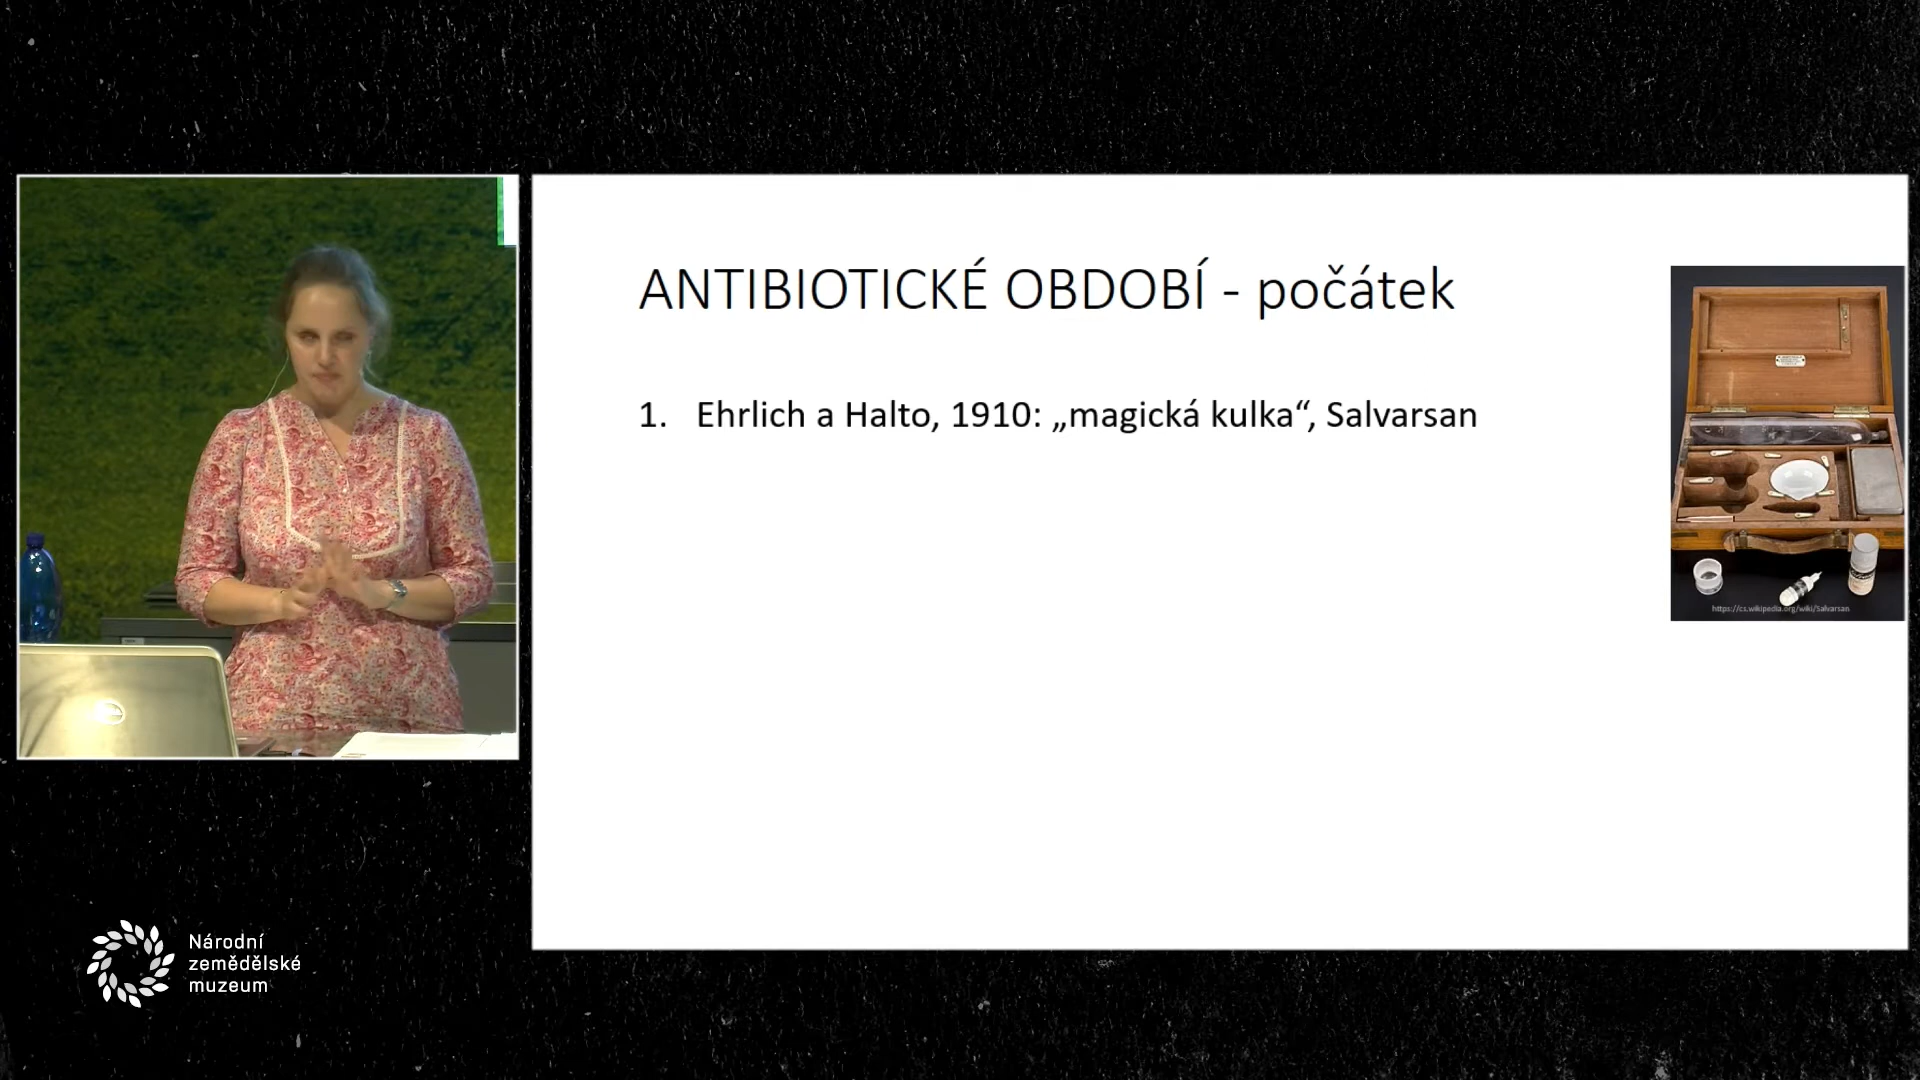 ANTIBIOTICKÉ OBDOBÍ - počátek
1. Ehrlich a Halto, 1910: „magická kulka“, Salvarsan
https://cs.wikipedia.org/wiki/Salvarsan
Národní
zemědělské
muzeum